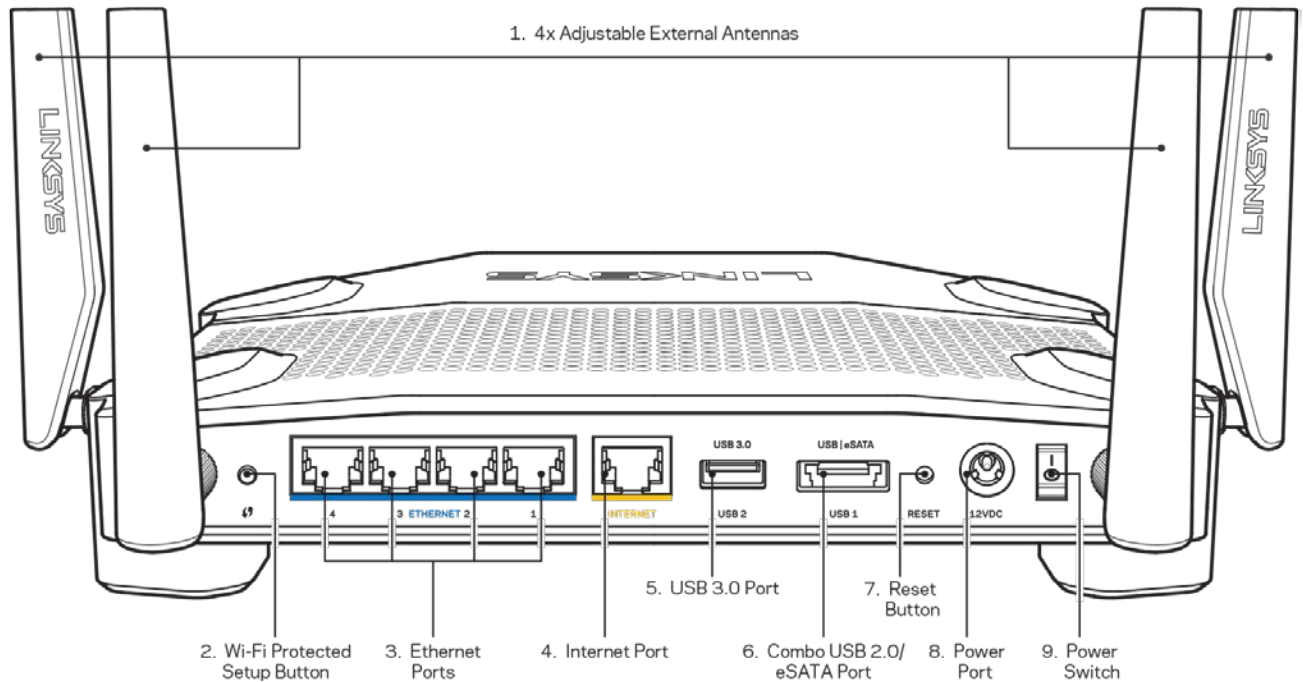 1. 4x Adjustable External Antennas
LINKSYS
LINKSYS
LINKSYS
USB 3.0
USB | eSATA
4
3
ETHERNET
2
1
INTERNET
USB 2
USB 1
RESET
12VDC
5. USB 3.0 Port
7. Reset
Button
2. Wi-Fi Protected
Setup Button
3. Ethernet
Ports
4. Internet Port
6. Combo USB 2.0/
eSATA Port
8. Power
Port
9. Power
Switch